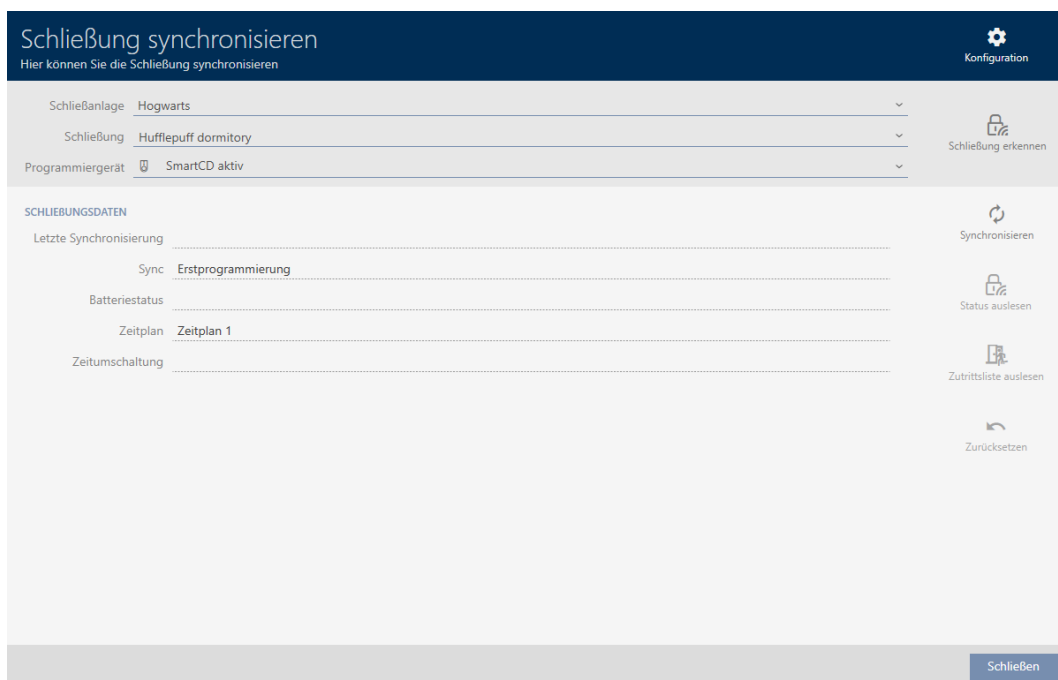 Schließung synchronisieren
Hier können Sie die Schließung synchronisieren
Konfiguration
Schließanlage Hogwarts
Schließung Hufflepuff dormitory
Programmiergerät SmartCD aktiv
Schließung erkennen
SCHLIEßUNGSDATEN
Letzte Synchronisierung
Sync Erstprogrammierung
Batteriestatus
Zeitplan Zeitplan 1
Zeitumschaltung
Synchronisieren
Status auslesen
Zutrittsliste auslesen
Zurücksetzen
Schließen